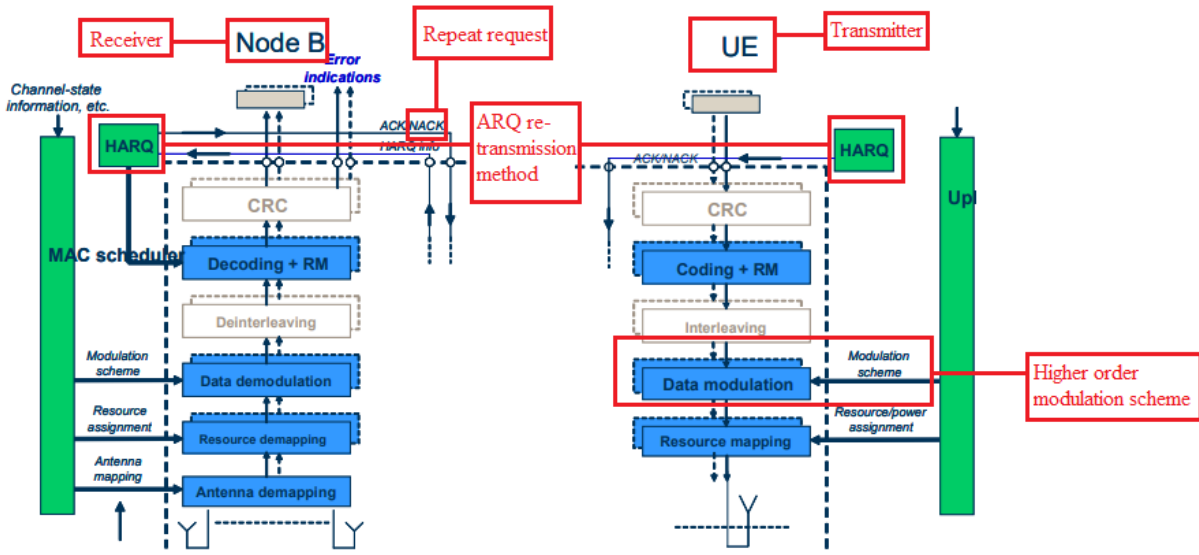 Receiver
Node B
Repeat request
UE
Transmitter
Error
indications
Channel-state
information, etc.
HARQ
ACK/NACK
HARQ info
ARQ re-
transmission
method
ACK/NACK
HARQ
CRC
CRC
Upl
MAC scheduler
Decoding + RM
Coding + RM
Deinterleaving
Interleaving
Modulation
scheme
Data demodulation
Data modulation
Modulation
scheme
Higher order
modulation scheme
Resource
assignment
Resource demapping
Resource mapping
Resource/power
assignment
Antenna
mapping
Antenna demapping